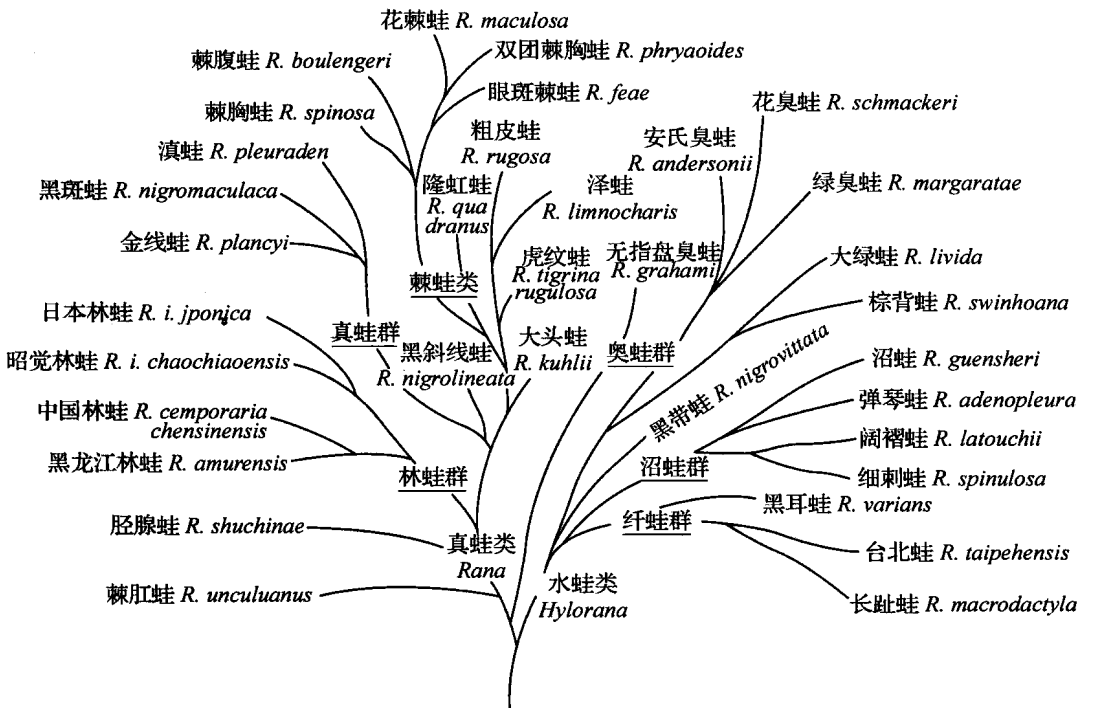 花棘蛙 R. maculosa
双团棘胸蛙 R. phryaoides
棘腹蛙 R. boulengeri
眼斑棘蛙 R. feae
花臭蛙 R. schmackeri
棘胸蛙 R. spinosa
粗皮蛙
R. rugosa
安氏臭蛙
R. andersonii
滇蛙 R. pleuraden
隆虹蛙
R. qua
dranus
泽蛙
R. limnocharis
绿臭蛙 R. margaratae
黑斑蛙 R. nigromaculaca
金线蛙 R. plancyi
虎纹蛙
R. tigrina
rugulosa
无指盘臭蛙
R. grahami
大绿蛙 R. livida
棘蛙类
棕背蛙 R. swinhoana
日本林蛙 R. i. jponica
真蛙群
黑斜线蛙
R. nigrolineata
大头蛙
R. kuhlii
奥蛙群
黑带蛙 R. nigrovittata
沼蛙 R. guensheri
昭觉林蛙 R. i. chaochiaoensis
弹琴蛙 R. adenopleura
中国林蛙 R. cemporaria
chensinensis
阔褶蛙 R. latouchii
黑龙江林蛙 R. amurensis
林蛙群
沼蛙群
细刺蛙 R. spinulosa
黑耳蛙 R. varians
胫腺蛙 R. shuchinae
纤蛙群
真蛙类
Rana
台北蛙 R. taipehensis
棘肛蛙 R. unculuanus
水蛙类
Hylorana
长趾蛙 R. macrodactyla